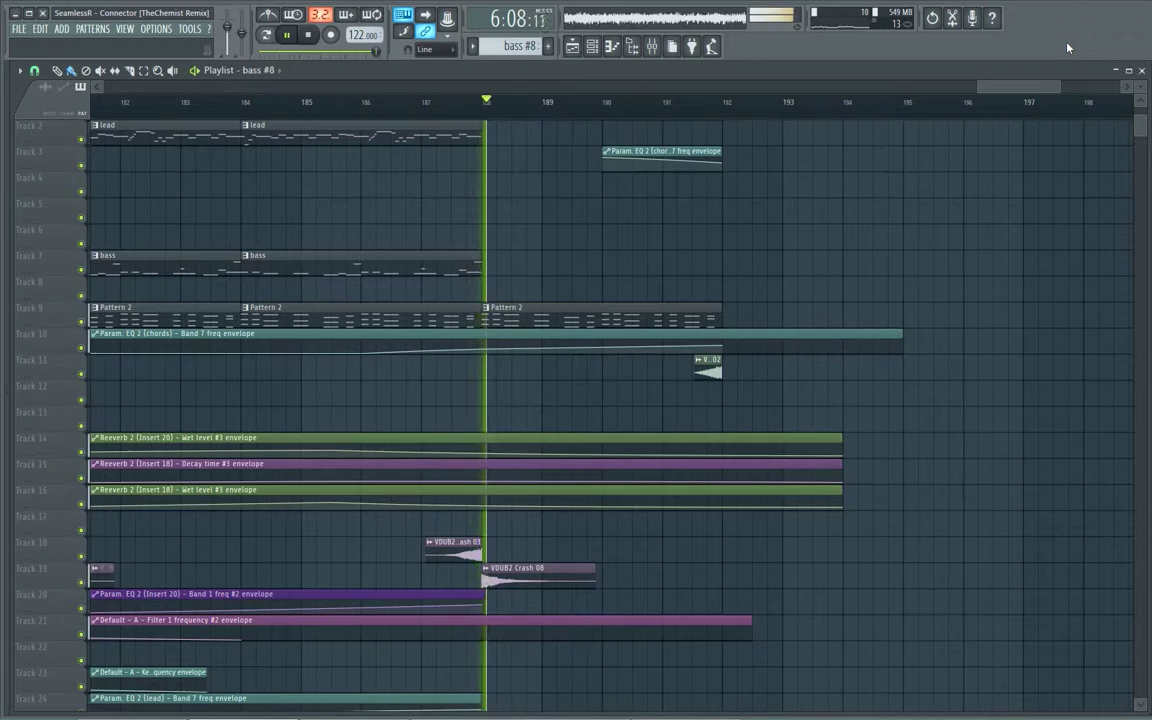 SeamlessR - Connector [TheChemist Remix]
FILE EDIT ADD PATTERNS VIEW OPTIONS TOOLS ?
3.2.
122.000
Line
6:08:11
M:S:CS
bass #8
10
549 MB
13
Playlist - bass #8
182 183 184 185 186 187 189 190 191 192 193 194 195 196 197 198
Track 2
lead
lead
Track 3
Param. EQ 2 (chor..7 freq envelope
Track 4
Track 5
Track 6
Track 7
bass
bass
Track 8
Track 9
Pattern 2
Pattern 2
Pattern 2
Track 10
Param. EQ 2 (chords) - Band 7 freq envelope
Track 11
V..02
Track 12
Track 13
Track 14
Reeverb 2 (Insert 20) - Wet level #3 envelope
Track 15
Reeverb 2 (Insert 18) - Decay time #3 envelope
Track 16
Reeverb 2 (Insert 18) - Wet level #3 envelope
Track 17
Track 18
VDUB2..ash 03
Track 19
VDUB2 Crash 08
Track 20
Param. EQ 2 (Insert 20) - Band 1 freq #2 envelope
Track 21
Default - A - Filter 1 frequency #2 envelope
Track 22
Track 23
Default - A - Ke..quency envelope
Track 24
Param. EQ 2 (lead) - Band 7 freq envelope